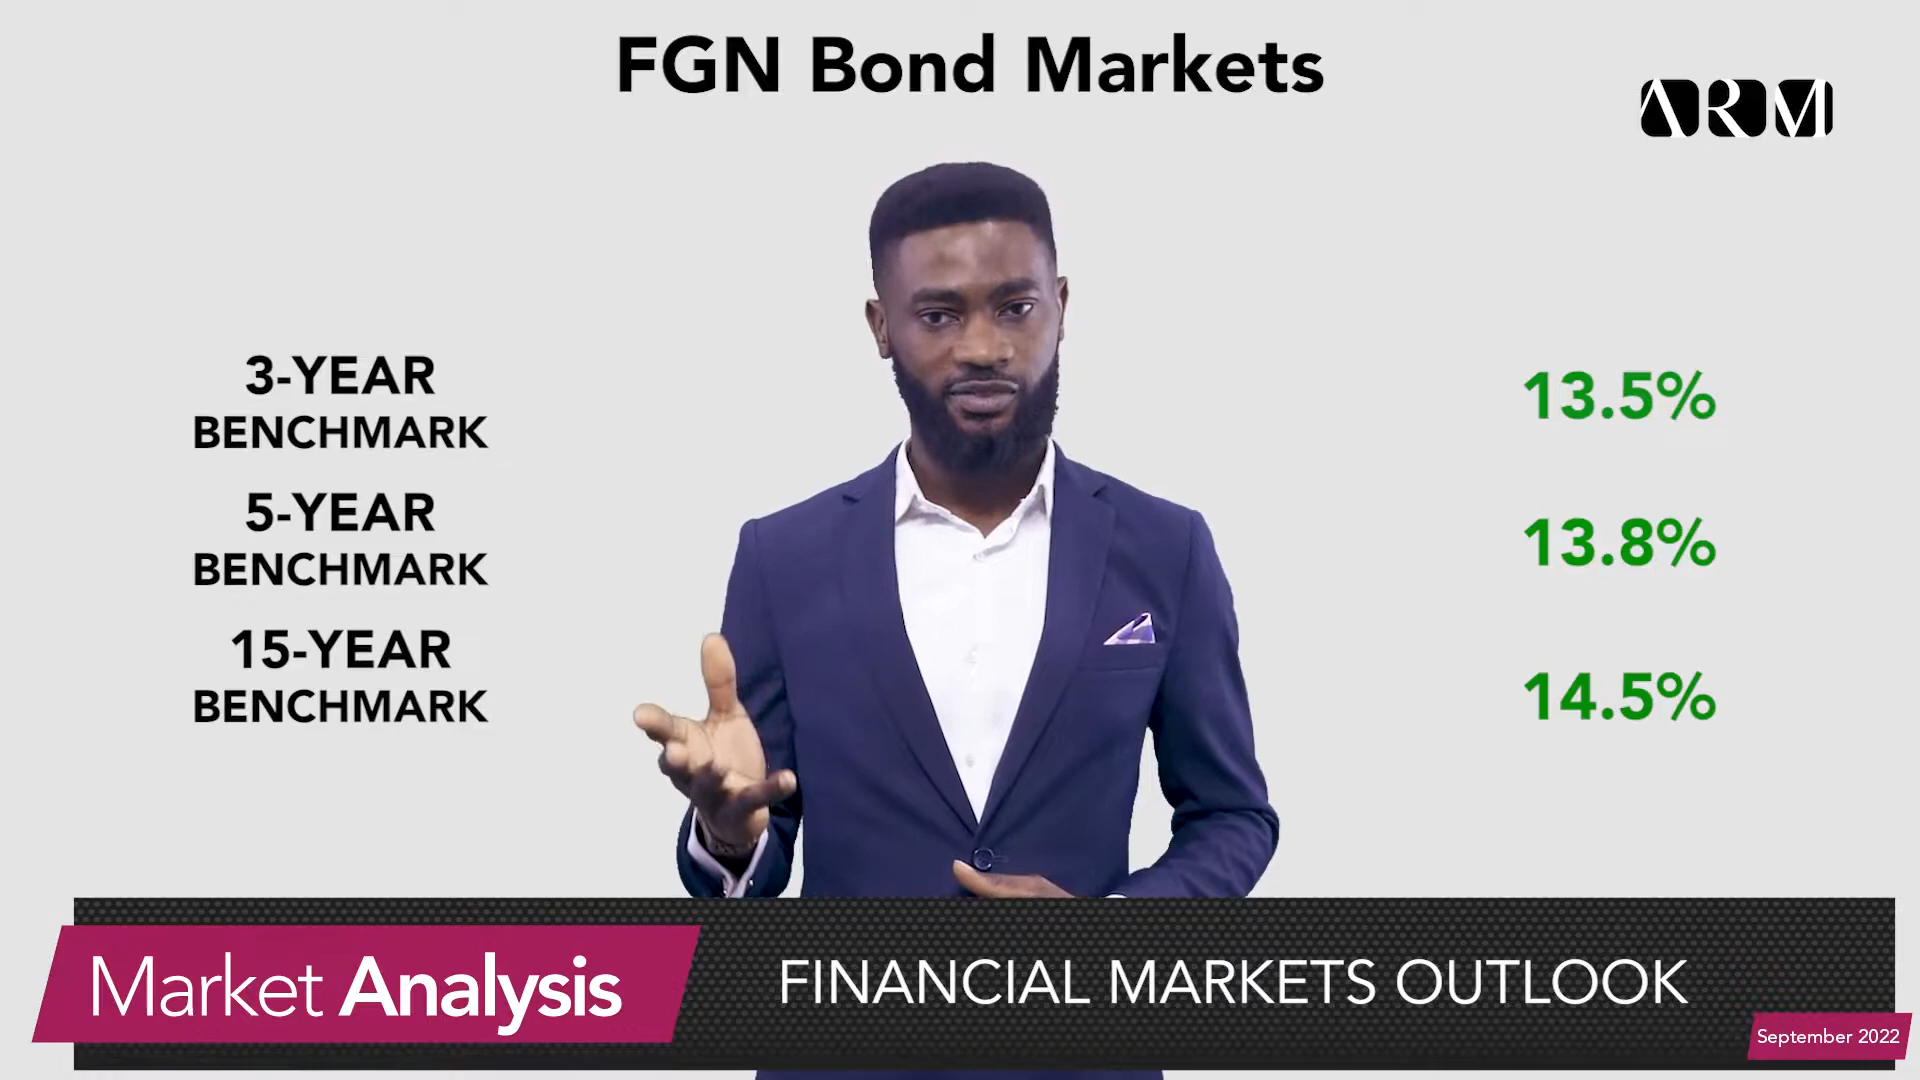 FGN Bond Markets
ARM
3-YEAR
BENCHMARK
13.5%
5-YEAR
BENCHMARK
13.8%
15-YEAR
BENCHMARK
14.5%
Market Analysis
FINANCIAL MARKETS OUTLOOK
September 2022